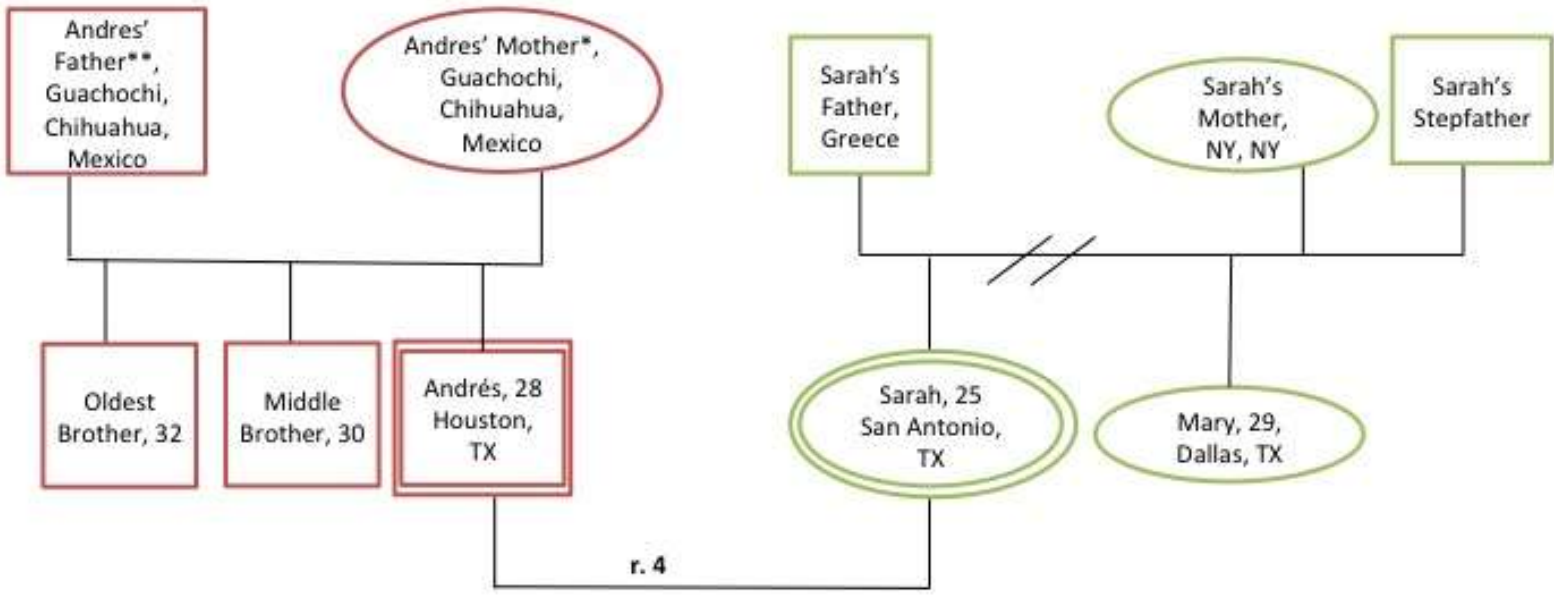 Andres'
Father**,
Guachochi,
Chihuahua,
Mexico
Andres' Mother*,
Guachochi,
Chihuahua,
Mexico
Sarah's
Father,
Greece
Sarah's
Mother,
NY, NY
Sarah's
Stepfather
Oldest
Brother, 32
Middle
Brother, 30
Andrés, 28
Houston,
TX
Sarah, 25
San Antonio,
TX
Mary, 29,
Dallas, TX
r. 4